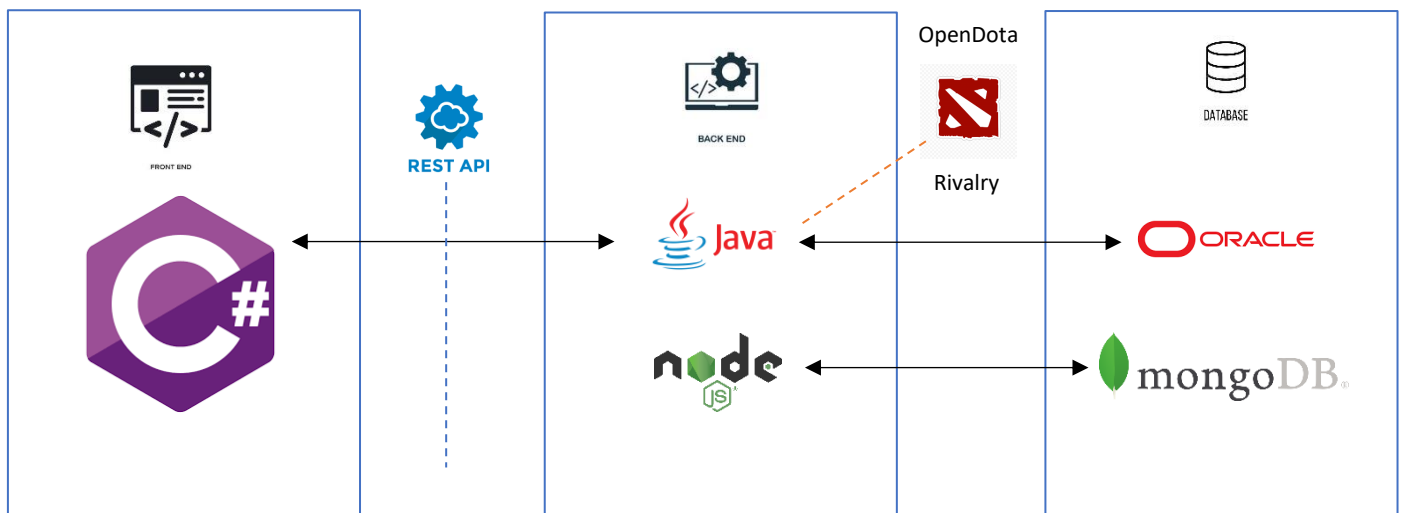 OpenDota
FRONT END
REST API
BACK END
Rivalry
DATABASE
C#
Java
ORACLE
node
JS
mongoDB